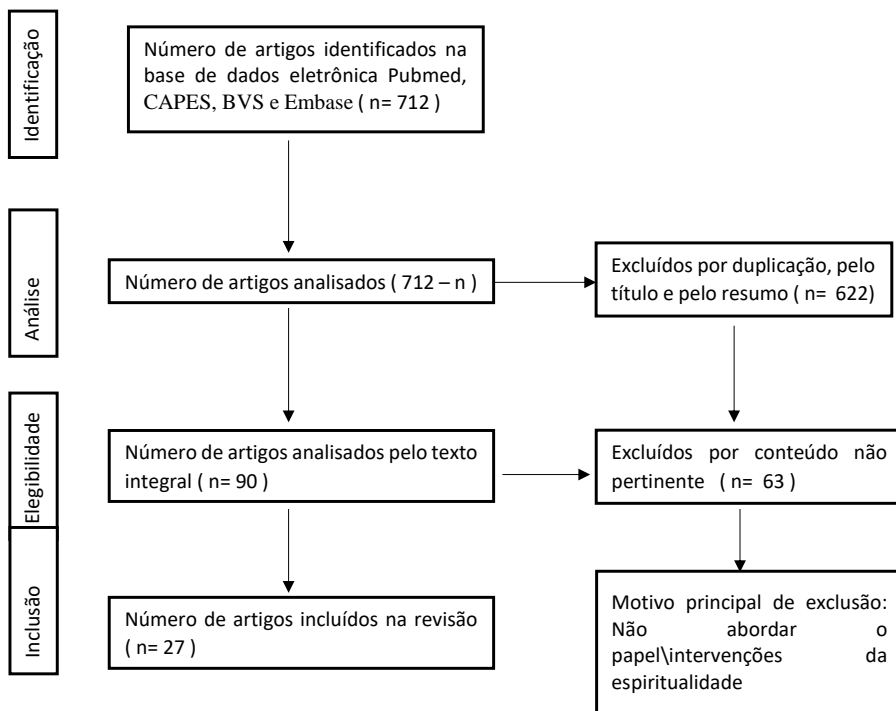 Identificação
Número de artigos identificados na
base de dados eletrônica Pubmed,
CAPES, BVS e Embase ( n= 712 )
Análise
Número de artigos analisados ( 712 – n )
Excluídos por duplicação, pelo
título e pelo resumo ( n= 622)
Elegibilidade
Número de artigos analisados pelo texto
integral ( n= 90 )
Excluídos por conteúdo não
pertinente ( n= 63 )
Inclusão
Número de artigos incluídos na revisão
( n= 27 )
Motivo principal de exclusão:
Não abordar o
papel\intervenções da
espiritualidade